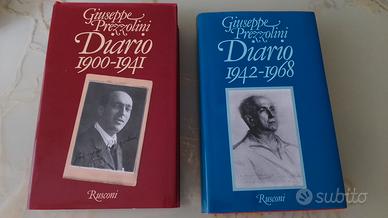 Giuseppe
Prezzolini
Diario
1900-1941
Rusconi
Giuseppe
Prezzolini
Diario
1942-1968
Rusconi
subito